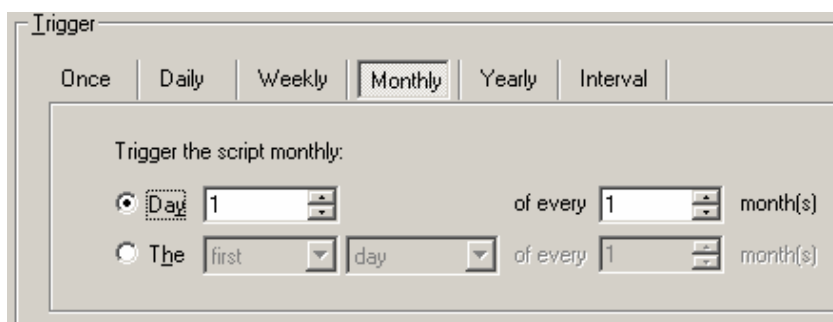 Trigger
Once Daily Weekly Monthly Yearly Interval
Trigger the script monthly:
Day 1 of every 1 month(s)
The first day of every 1 month(s)